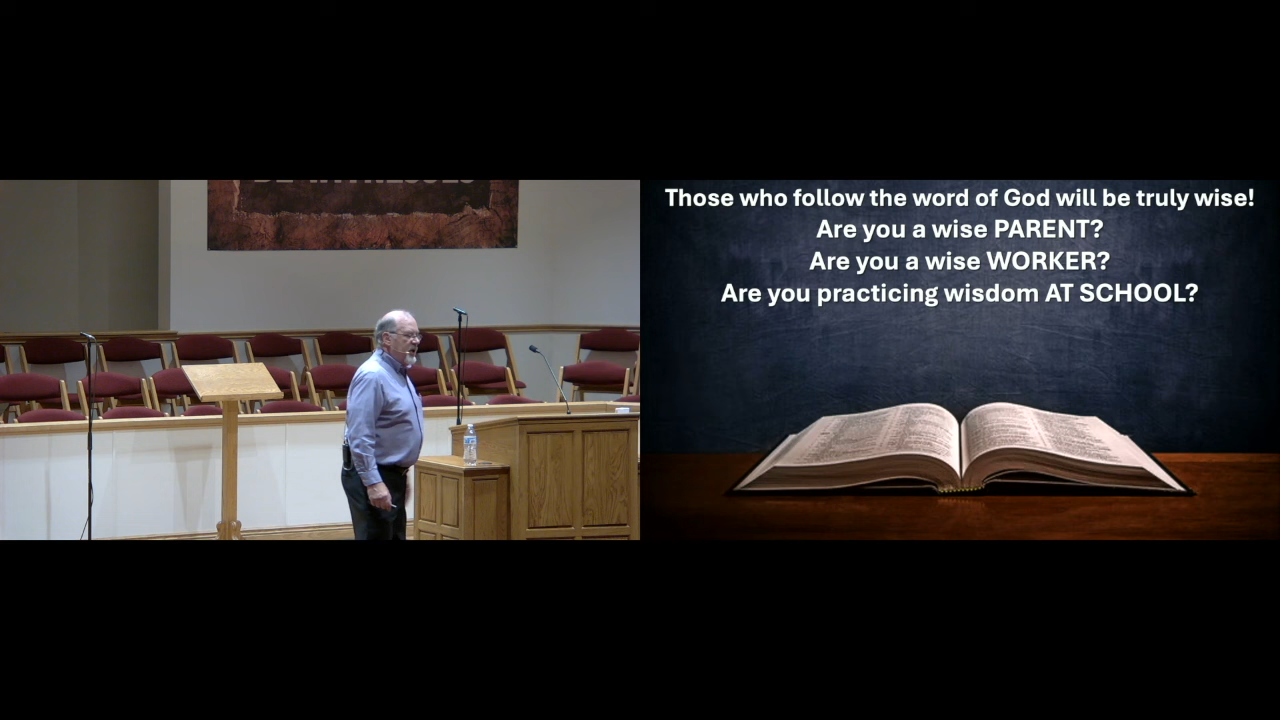 Those who follow the word of God will be truly wise!
Are you a wise PARENT?
Are you a wise WORKER?
Are you practicing wisdom AT SCHOOL?